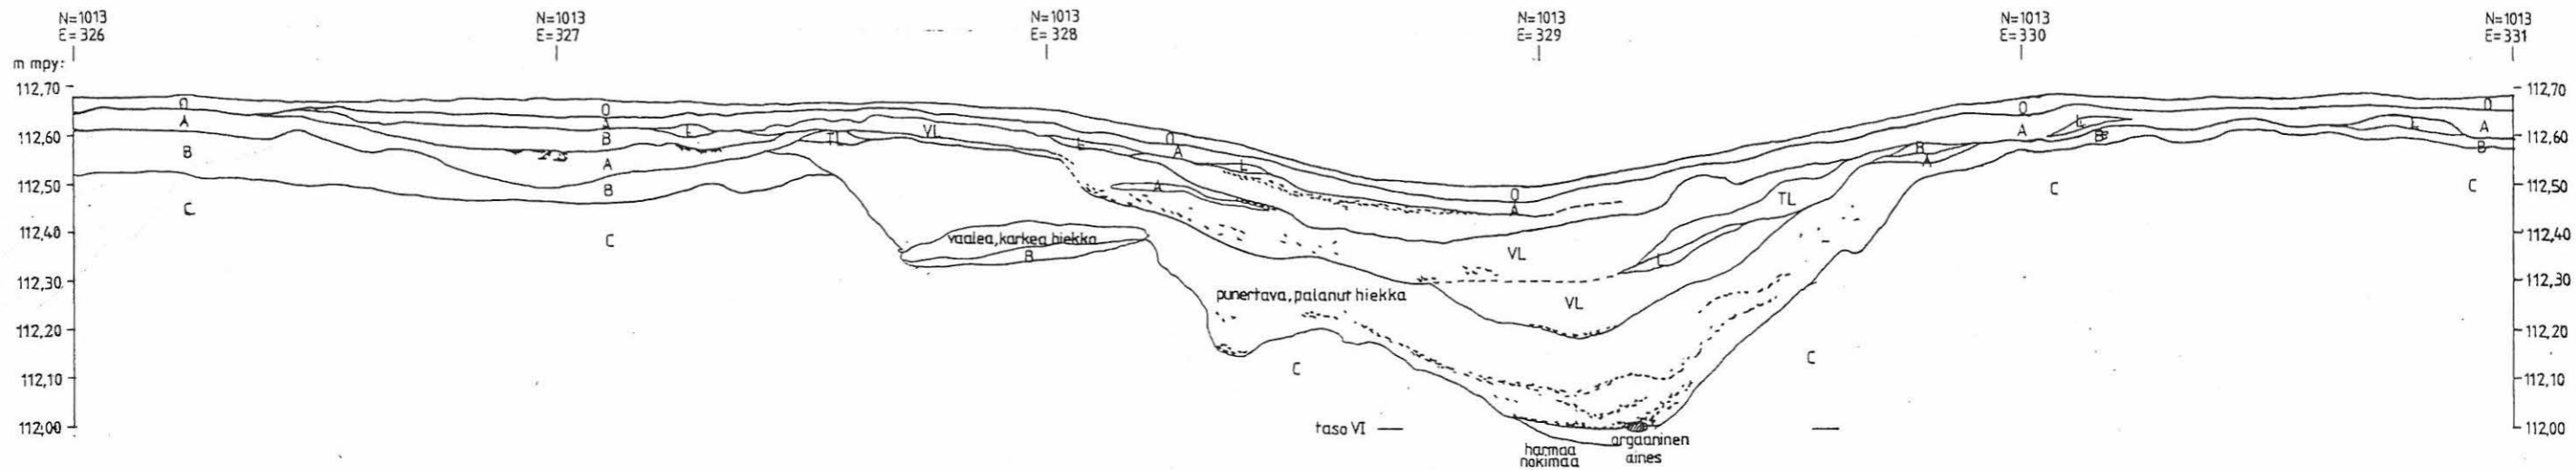 N=1013 N=1013 N=1013 N=1013 N=1013 N=1013
E=326 E=327 E=328 E=329 E=330 E=331
m mpy:
112,70 112,70
O O O O
A O A VL O A L L A
112,60 B A L TL L A B B B 112,60
B A L A
112,50 B A O C C 112,50
C A TL
112,40 C vaalea, karkea hiekka VL 112,40
B L
112,30 punertava, palanut hiekka VL 112,30
112,20 112,20
C C
112,10 112,10
112,00 taso VI 112,00
harmaa orgaaninen
nokimaa aines